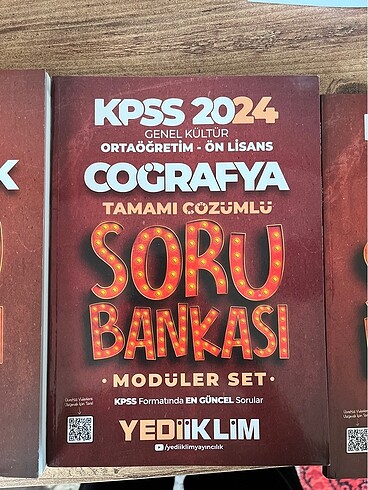 KPSS 2024
GENEL KÜLTÜR
ORTAÖĞRETİM - ÖN LİSANS
COĞRAFYA
TAMAMI ÇÖZÜMLÜ
SORU
BANKASI
• MODÜLER SET •
KPSS Formatında EN GÜNCEL Sorular
YEDİİKLİM
/yediiklimyayıncılık
K